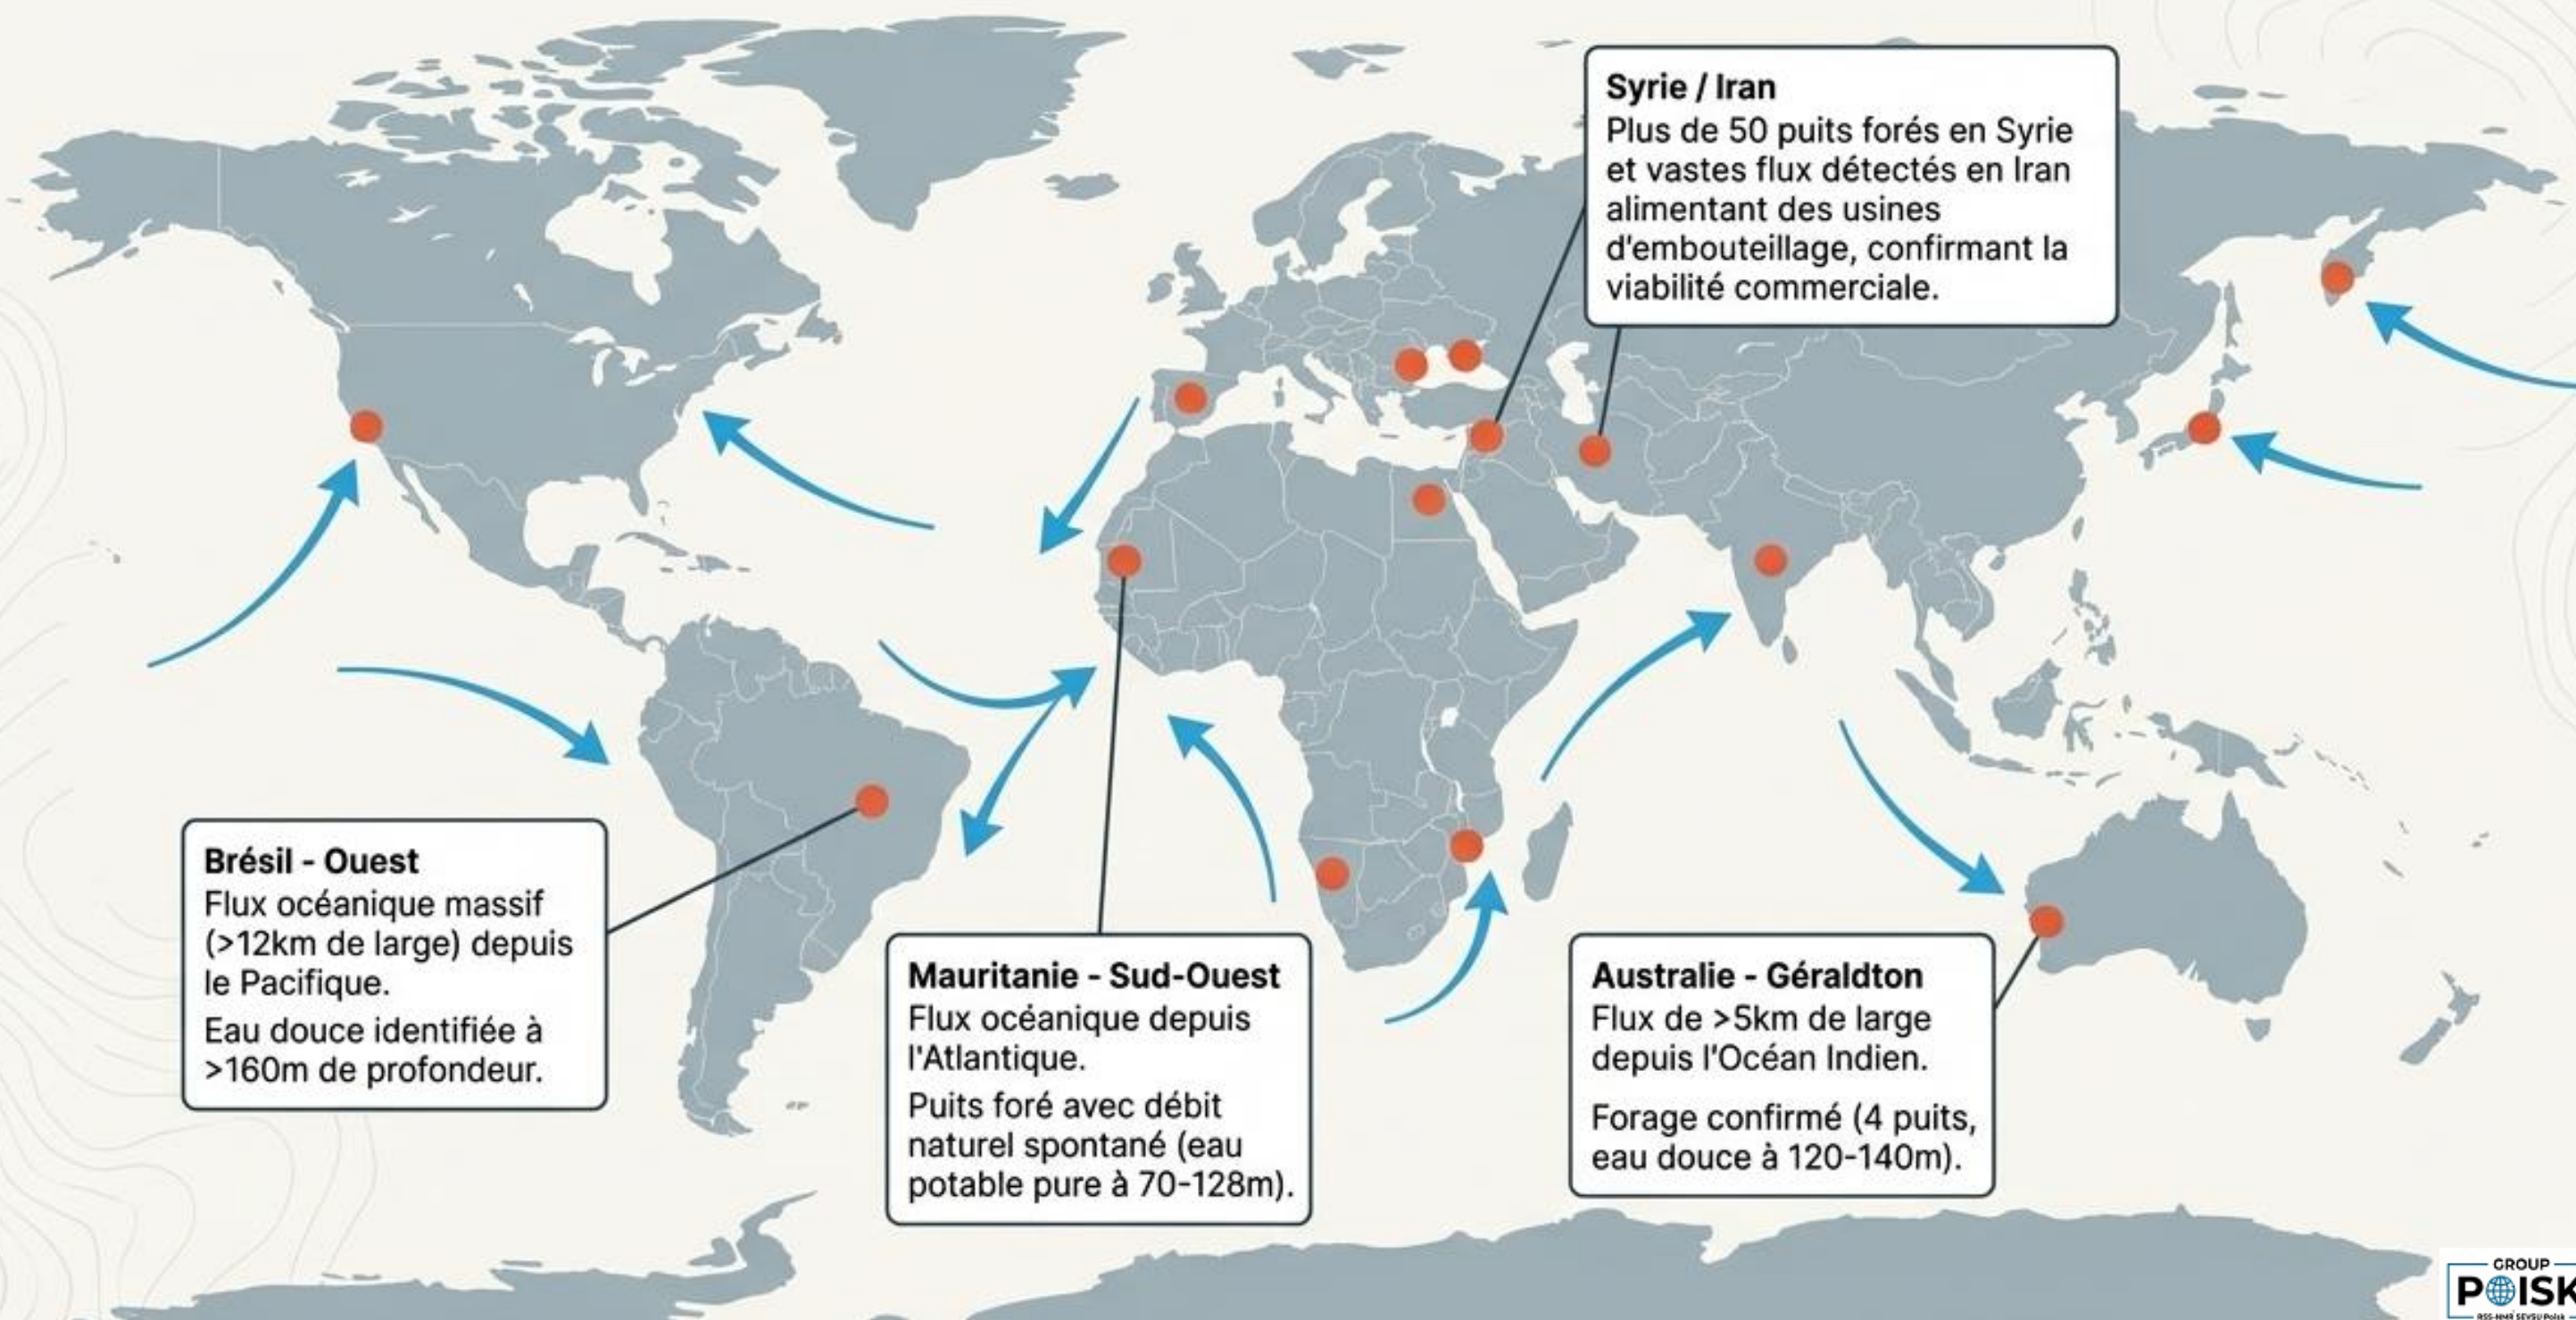 Syrie / Iran
Plus de 50 puits forés en Syrie
et vastes flux détectés en Iran
alimentant des usines
d'embouteillage, confirmant la
viabilité commerciale.
Brésil - Ouest
Flux océanique massif
(>12km de large) depuis
le Pacifique.
Eau douce identifiée à
>160m de profondeur.
Mauritanie - Sud-Ouest
Flux océanique depuis
l'Atlantique.
Puits foré avec débit
naturel spontané (eau
potable pure à 70-128m).
Australie - Géraldton
Flux de >5km de large
depuis l'Océan Indien.
Forage confirmé (4 puits,
eau douce à 120-140m).
GROUP
POISK
RSS-NMR SEVSU Poisk